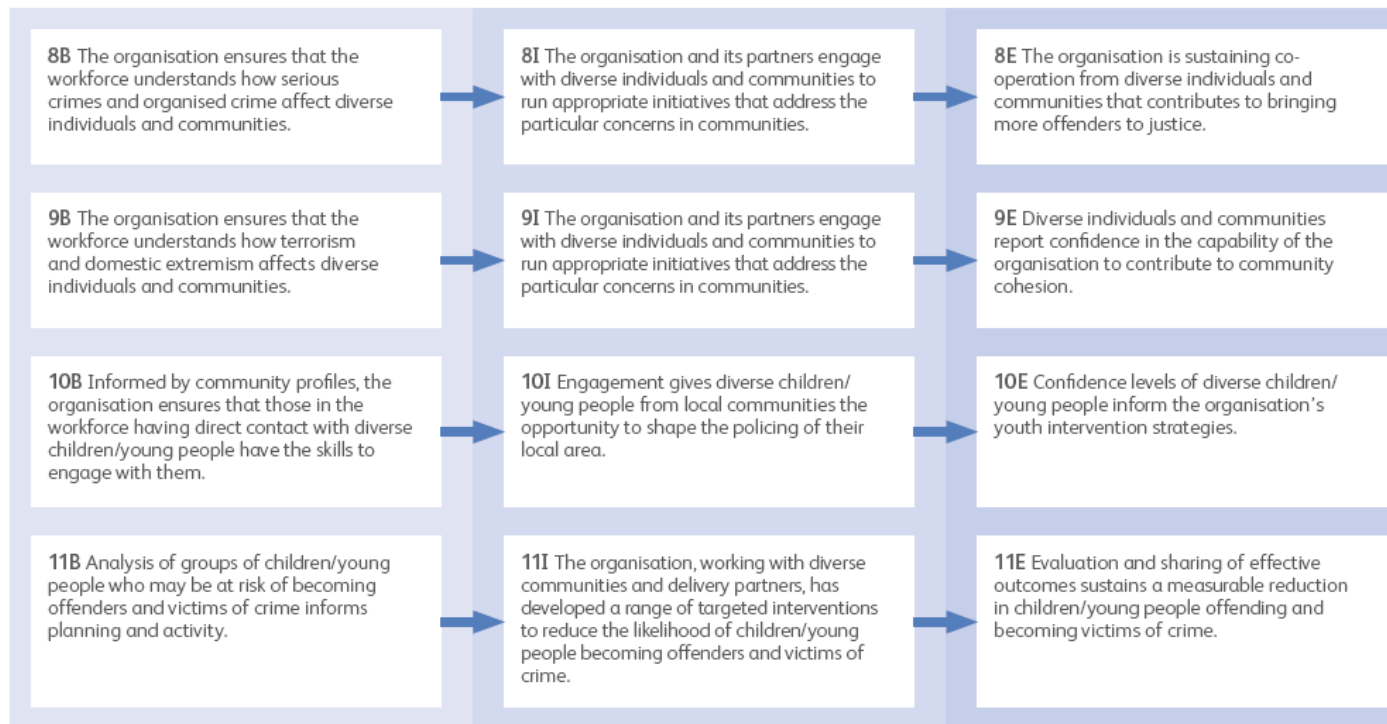 8B The organisation ensures that the
workforce understands how serious
crimes and organised crime affect diverse
individuals and communities.
8I The organisation and its partners engage
with diverse individuals and communities to
run appropriate initiatives that address the
particular concerns in communities.
8E The organisation is sustaining co-
operation from diverse individuals and
communities that contributes to bringing
more offenders to justice.
9B The organisation ensures that the
workforce understands how terrorism
and domestic extremism affects diverse
individuals and communities.
9I The organisation and its partners engage
with diverse individuals and communities to
run appropriate initiatives that address the
particular concerns in communities.
9E Diverse individuals and communities
report confidence in the capability of the
organisation to contribute to community
cohesion.
10B Informed by community profiles, the
organisation ensures that those in the
workforce having direct contact with diverse
children/young people have the skills to
engage with them.
10I Engagement gives diverse children/
young people from local communities the
opportunity to shape the policing of their
local area.
10E Confidence levels of diverse children/
young people inform the organisation's
youth intervention strategies.
11B Analysis of groups of children/young
people who may be at risk of becoming
offenders and victims of crime informs
planning and activity.
11I The organisation, working with diverse
communities and delivery partners, has
developed a range of targeted interventions
to reduce the likelihood of children/young
people becoming offenders and victims of
crime.
11E Evaluation and sharing of effective
outcomes sustains a measurable reduction
in children/young people offending and
becoming victims of crime.